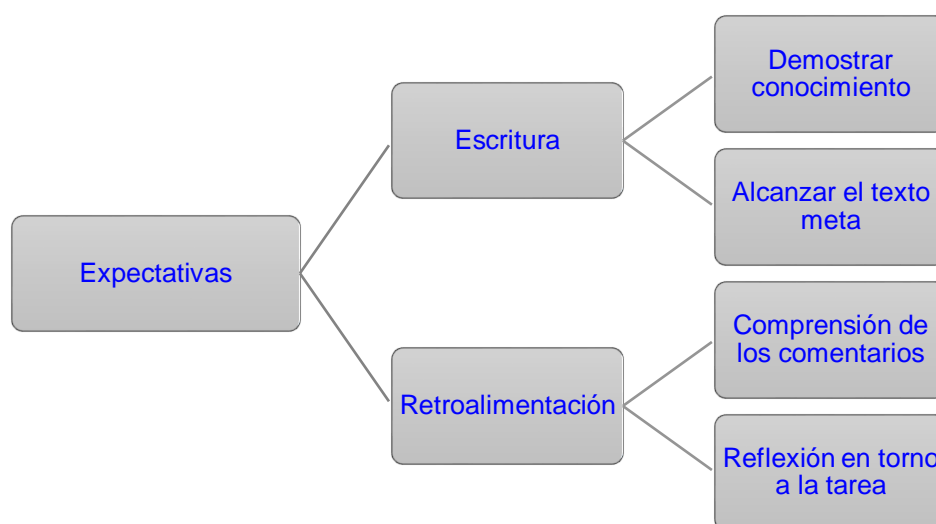 Expectativas
Escritura
Demostrar
conocimiento
Alcanzar el texto
meta
Retroalimentación
Comprensión de
los comentarios
Reflexión en torno
a la tarea